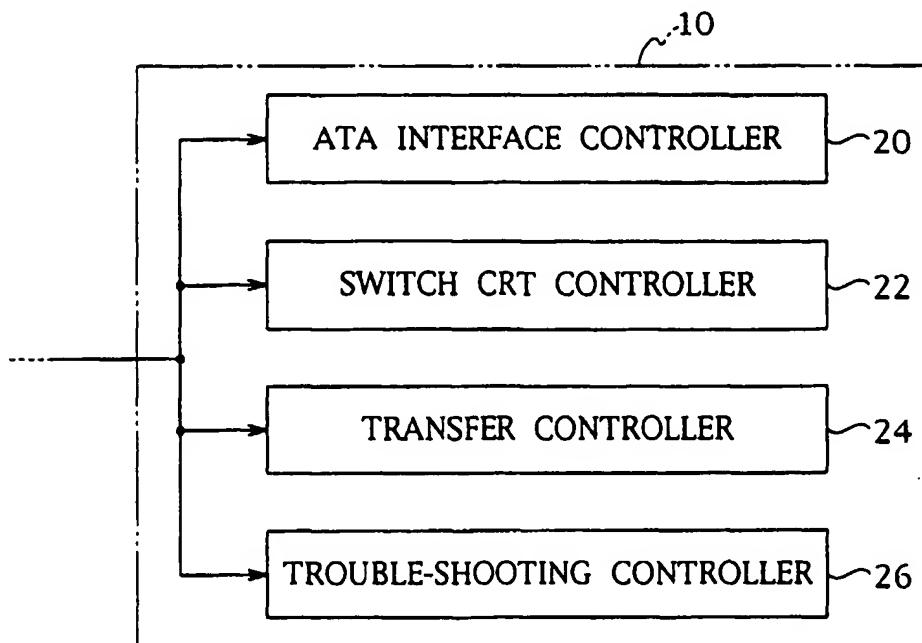 10
ATA INTERFACE CONTROLLER 20
SWITCH CRT CONTROLLER 22
TRANSFER CONTROLLER 24
TROUBLE-SHOOTING CONTROLLER 26